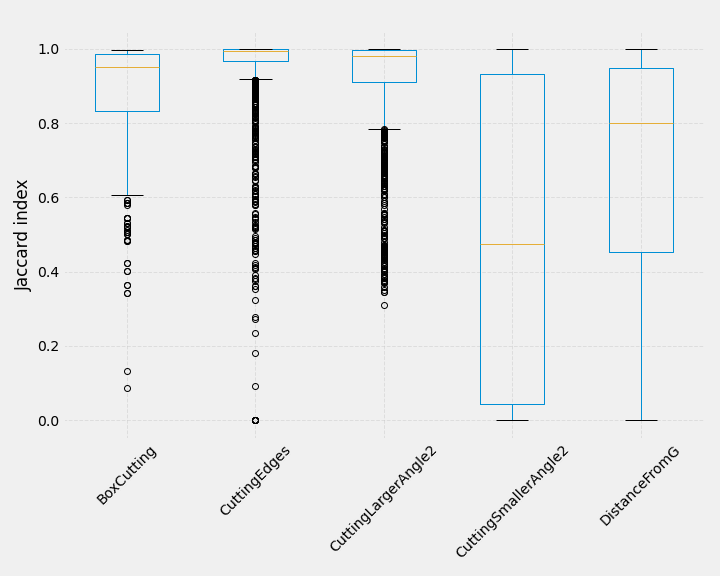 1.0
0.8
0.6
0.4
0.2
0.0
Jaccard index
BoxCutting
CuttingEdges
CuttingLargerAngle2
CuttingSmallerAngle2
DistanceFromG